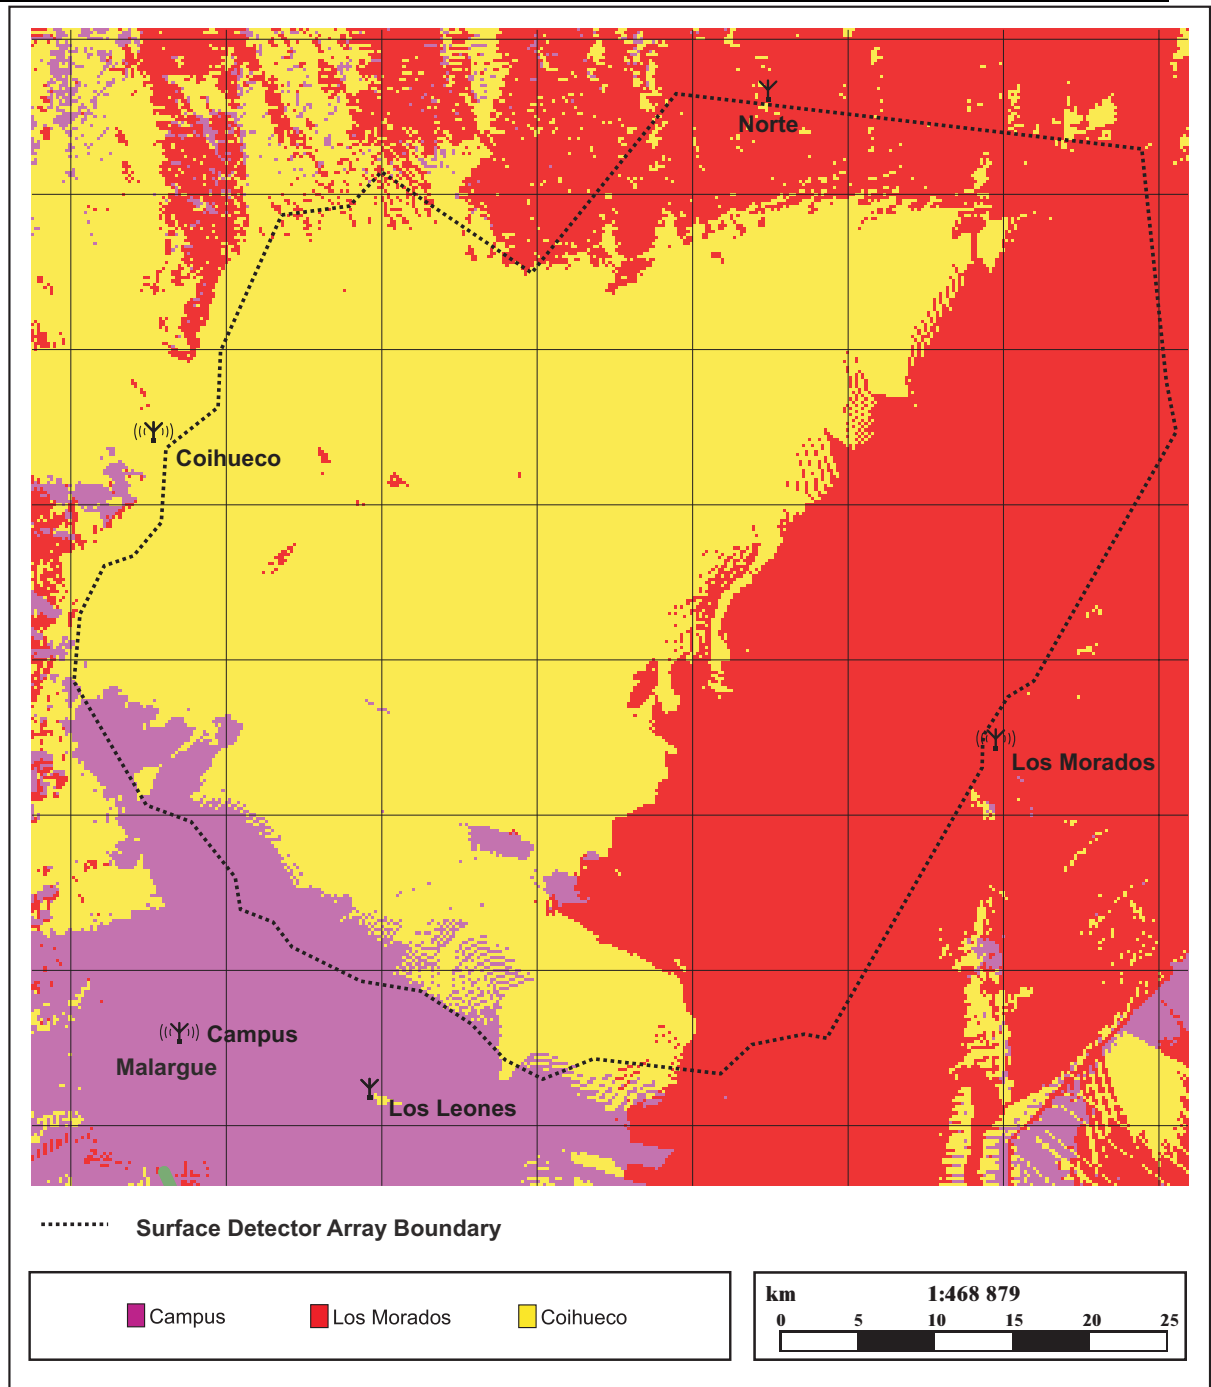 Norte
Coihueco
Los Morados
Campus
Malargue
Los Leones
Surface Detector Array Boundary
Campus
Los Morados
Coihueco
km 1:468 879
0 5 10 15 20 25